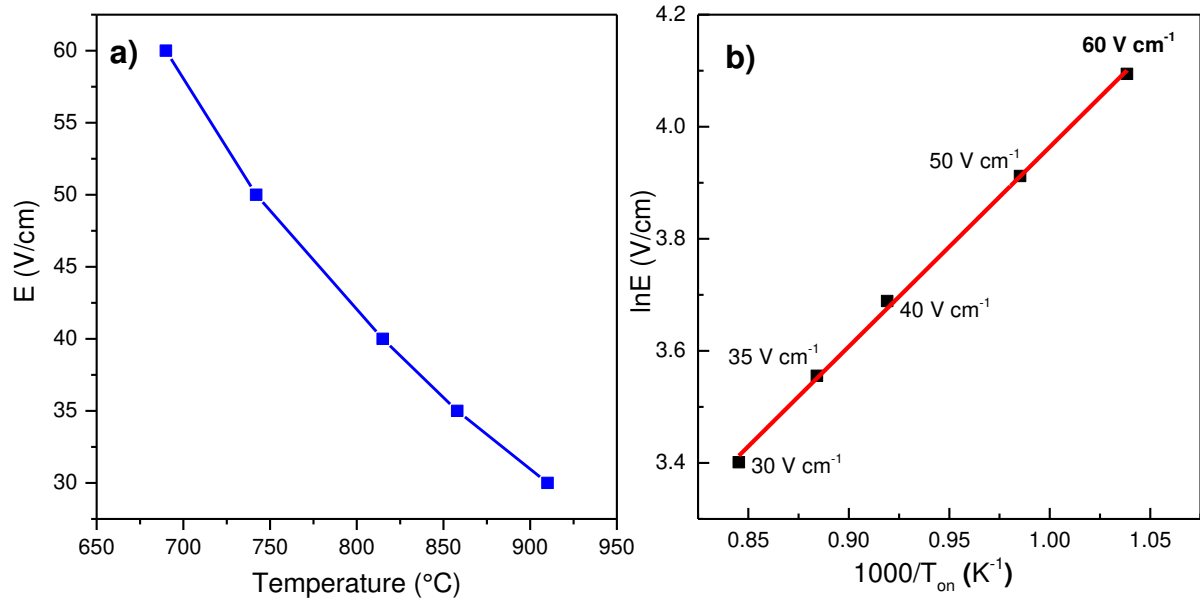 a)
60
55
50
45
40
35
30
E (V/cm)
650 700 750 800 850 900 950
Temperature (°C)
b)
4.2
4.0
3.8
3.6
3.4
lnE (V/cm)
60 V cm⁻¹
50 V cm⁻¹
40 V cm⁻¹
35 V cm⁻¹
30 V cm⁻¹
0.85 0.90 0.95 1.00 1.05
1000/Tₒₙ (K⁻¹)